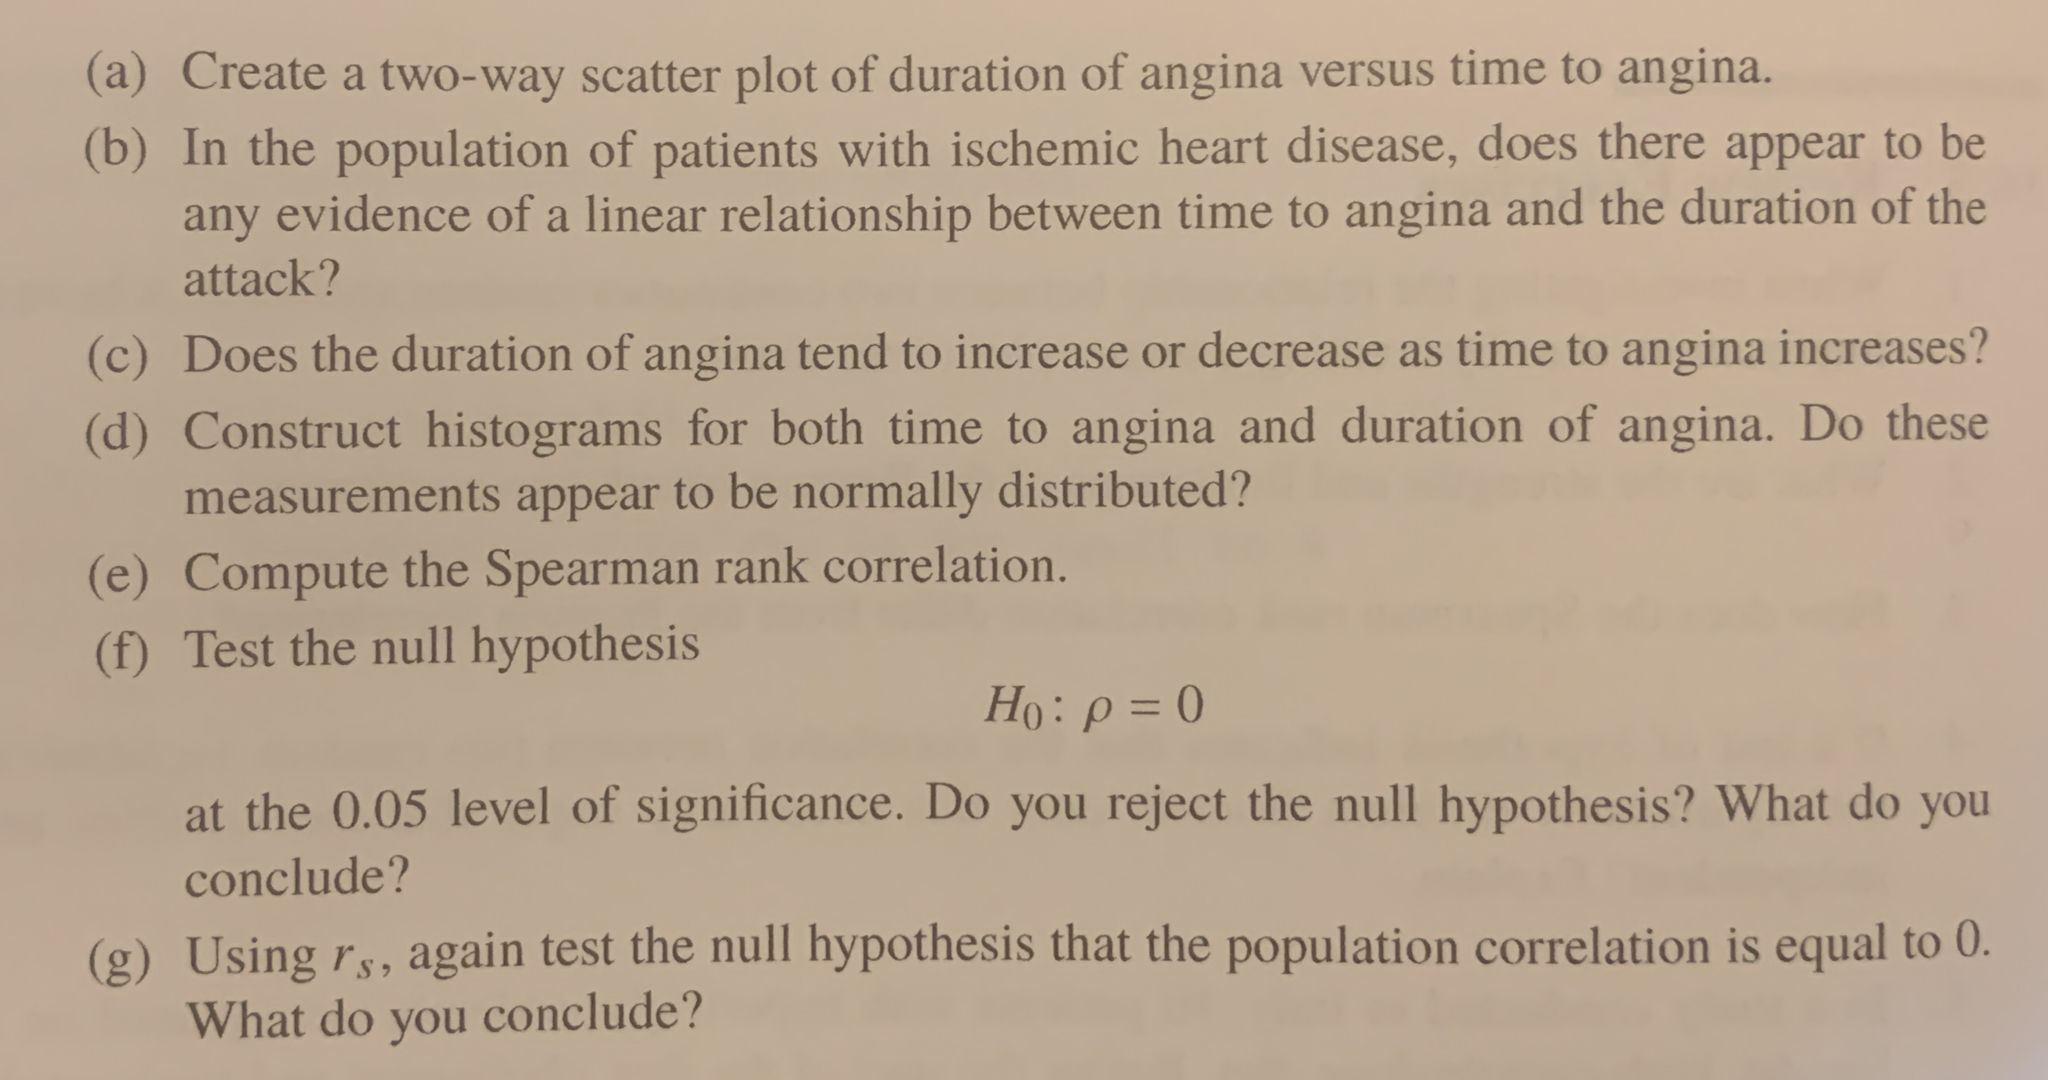 (a) Create a two-way scatter plot of duration of angina versus time to angina.
(b) In the population of patients with ischemic heart disease, does there appear to be
any evidence of a linear relationship between time to angina and the duration of the
attack?
(c) Does the duration of angina tend to increase or decrease as time to angina increases?
(d) Construct histograms for both time to angina and duration of angina. Do these
measurements appear to be normally distributed?
(e) Compute the Spearman rank correlation.
(f) Test the null hypothesis
H₀: ρ = 0
at the 0.05 level of significance. Do you reject the null hypothesis? What do you
conclude?
(g) Using rₛ, again test the null hypothesis that the population correlation is equal to 0.
What do you conclude?